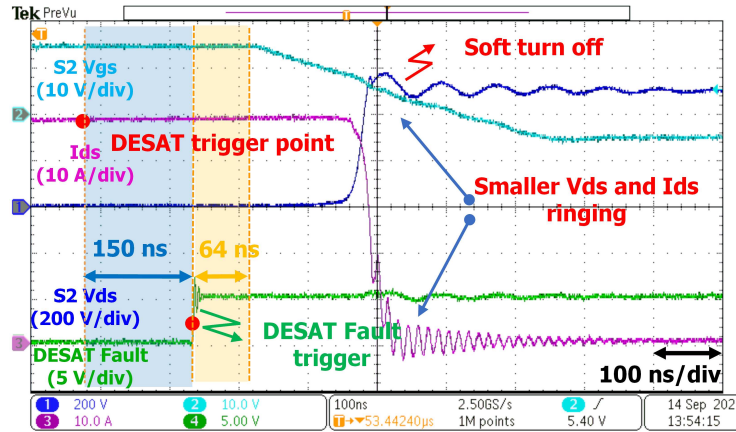 Tek PreVu
T
T
Soft turn off
S2 Vgs
(10 V/div)
2
DESAT trigger point
Ids
(10 A/div)
Smaller Vds and Ids
ringing
1
150 ns
64 ns
S2 Vds
(200 V/div)
DESAT Fault
trigger
3
DESAT Fault
(5 V/div)
100 ns/div
1 200 V
2 10.0 V
100ns
2.50GS/s
2
14 Sep 202
3 10.0 A
4 5.00 V
T→▼53.44240µs
1M points
5.40 V
13:54:15